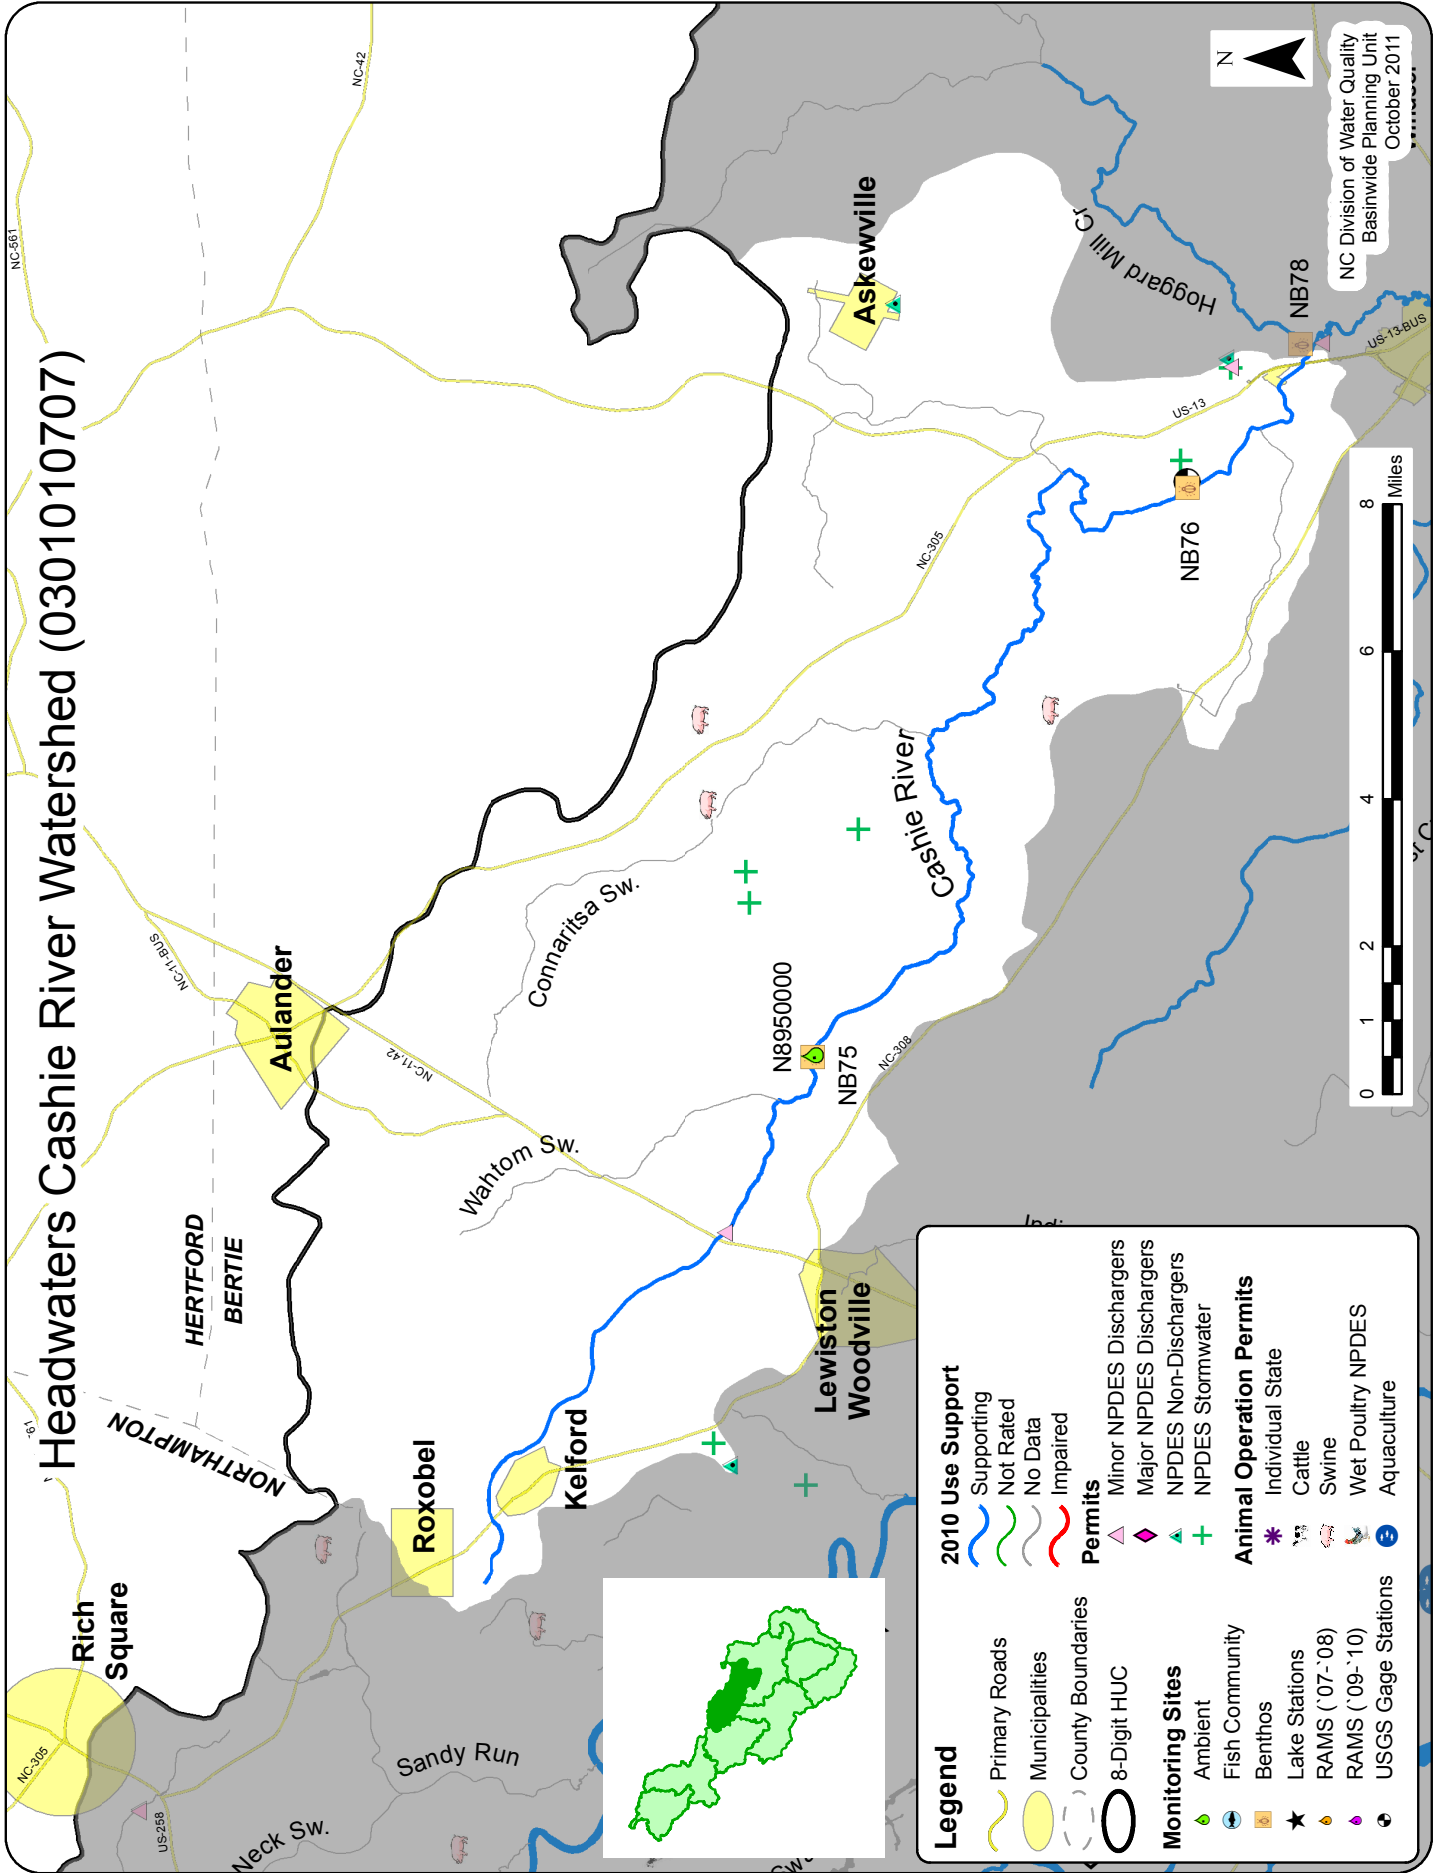 Headwaters Cashie River Watershed (0301010707)
NC-561
NC-42
-61
HERTFORD
BERTIE
NORTHAMPTON
NC-11-BUS
Aulander
NC-11,42
Rich
Square
NC-305
US-258
Roxobel
Kelford
Sandy Run
Neck Sw.
Lewiston
Woodville
Wahtom Sw.
Connaritsa Sw.
N8950000
NB75
NC-308
Cashie River
NC-305
Askewville
Hoggard Mill Cr
US-13
NB76
NB78
US-13-BUS
N
NC Division of Water Quality
Basinwide Planning Unit
October 2011
0 1 2 4 6 8
Miles
Legend
Primary Roads
Municipalities
County Boundaries
8-Digit HUC
Monitoring Sites
Ambient
Fish Community
Benthos
Lake Stations
RAMS (`07-`08)
RAMS (`09-`10)
USGS Gage Stations
2010 Use Support
Supporting
Not Rated
No Data
Impaired
Permits
Minor NPDES Dischargers
Major NPDES Dischargers
NPDES Non-Dischargers
NPDES Stormwater
Animal Operation Permits
Individual State
Cattle
Swine
Wet Poultry NPDES
Aquaculture